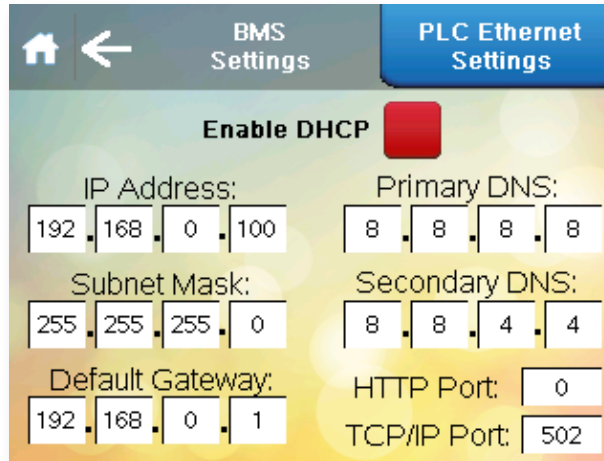 BMS
Settings
PLC Ethernet
Settings
Enable DHCP
IP Address:
192.168.0.100
Primary DNS:
8.8.8.8
Subnet Mask:
255.255.255.0
Secondary DNS:
8.8.4.4
Default Gateway:
192.168.0.1
HTTP Port: 0
TCP/IP Port: 502